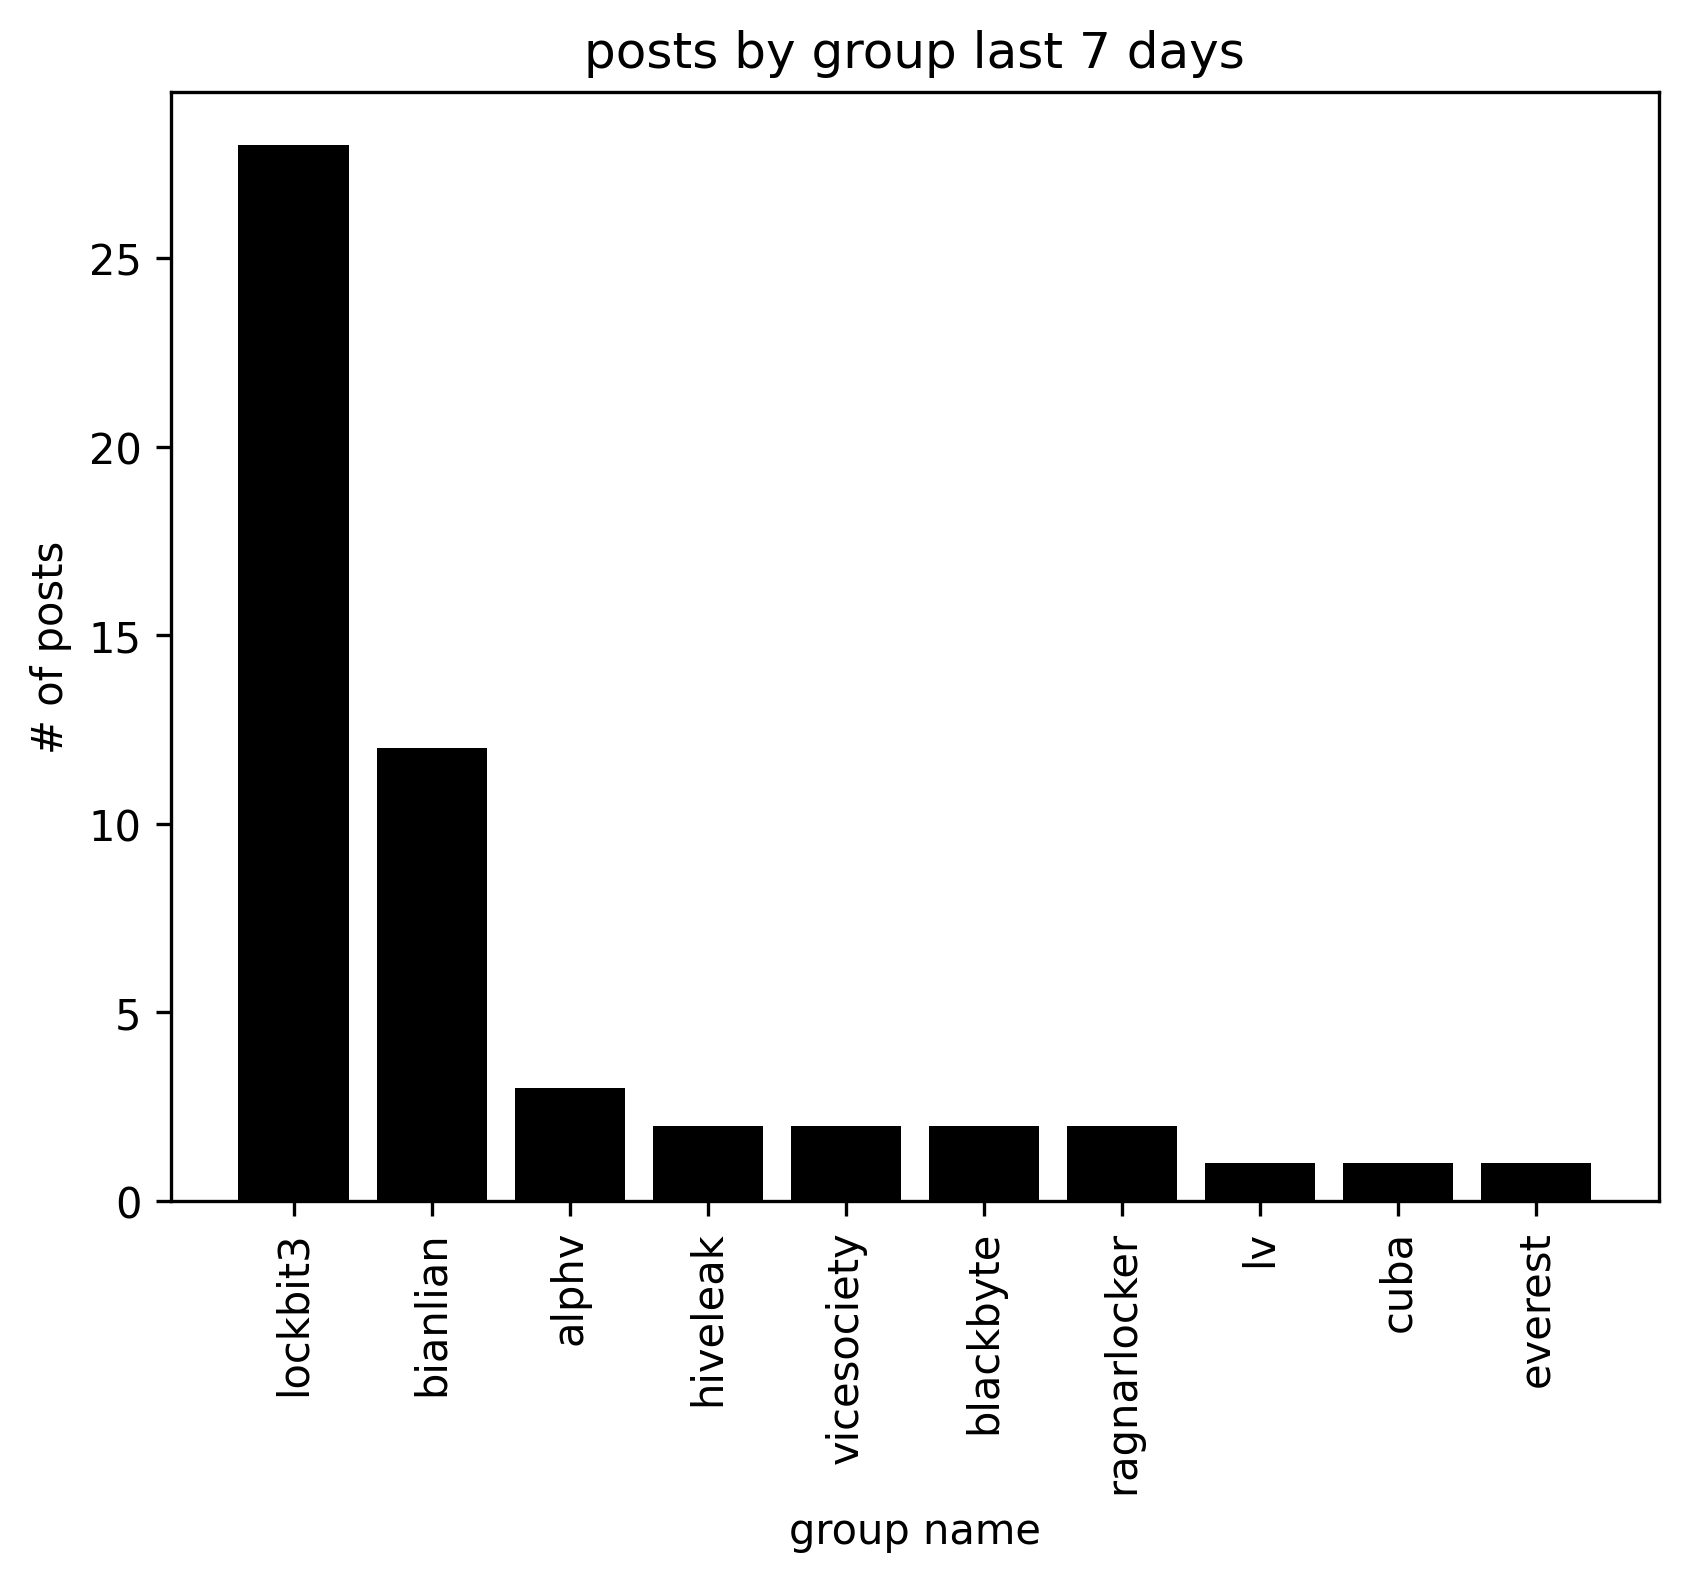 posts by group last 7 days
# of posts
25
20
15
10
5
0
lockbit3
bianlian
alphv
hiveleak
vicesociety
blackbyte
ragnarlocker
lv
cuba
everest
group name